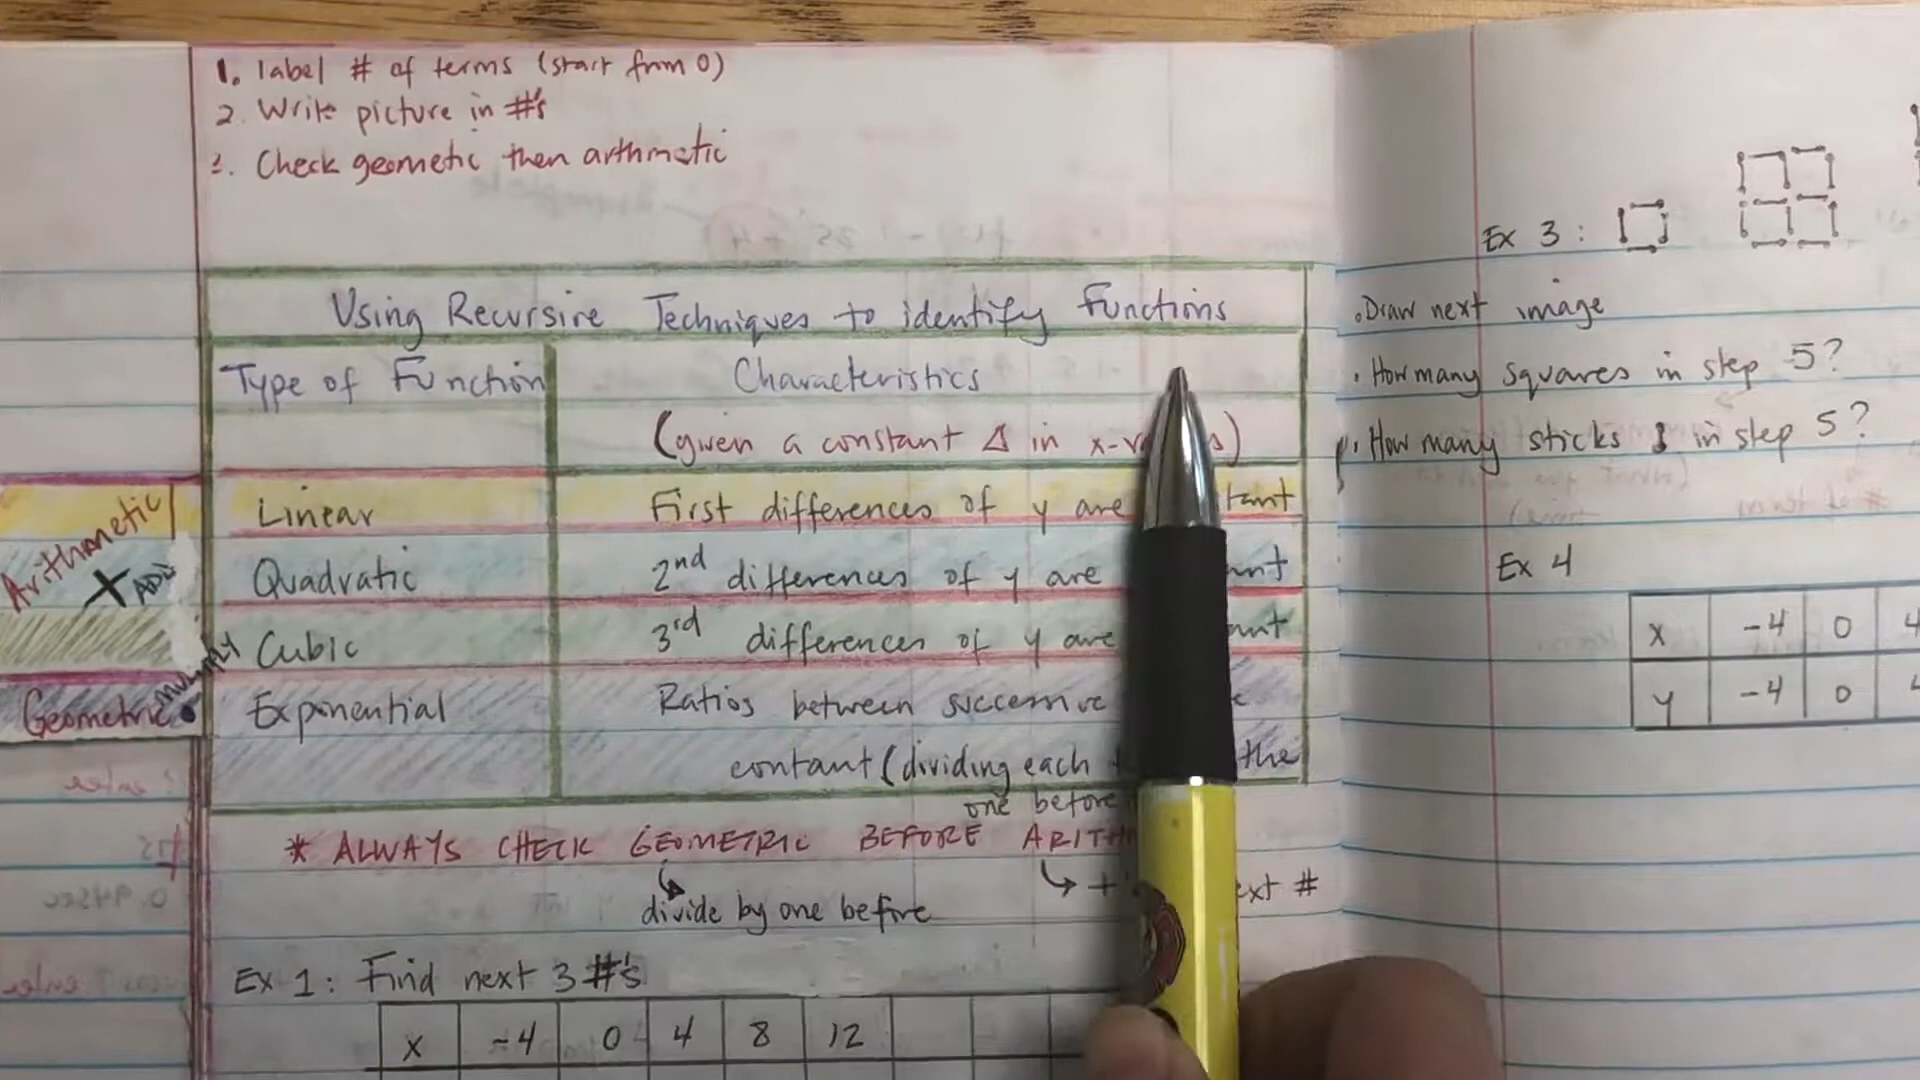 1. label # of terms (start from 0)
2. Write picture in #'s
3. Check geometic then arthmatic
Using Recursive Techniques to identify Functions
Type of Function
Characteristics
(given a constant Δ in x-
Arithmetic/
+ ADD
Linear
First differences of y are
Quadratic
2nd differences of y are
Cubic
3rd differences of y are
Geometric •
Exponential
Ratios between successive
contant (dividing each the
one before
* ALWAYS CHECK GEOMETRIC BEFORE
divide by one before
#
Ex 1: Find next 3 #'s
x -4 0 4 8 12
Ex 3:
• Draw next image
• How many squares in step 5?
• How many sticks in step 5?
Ex 4
x -4 0 4
y -4 0